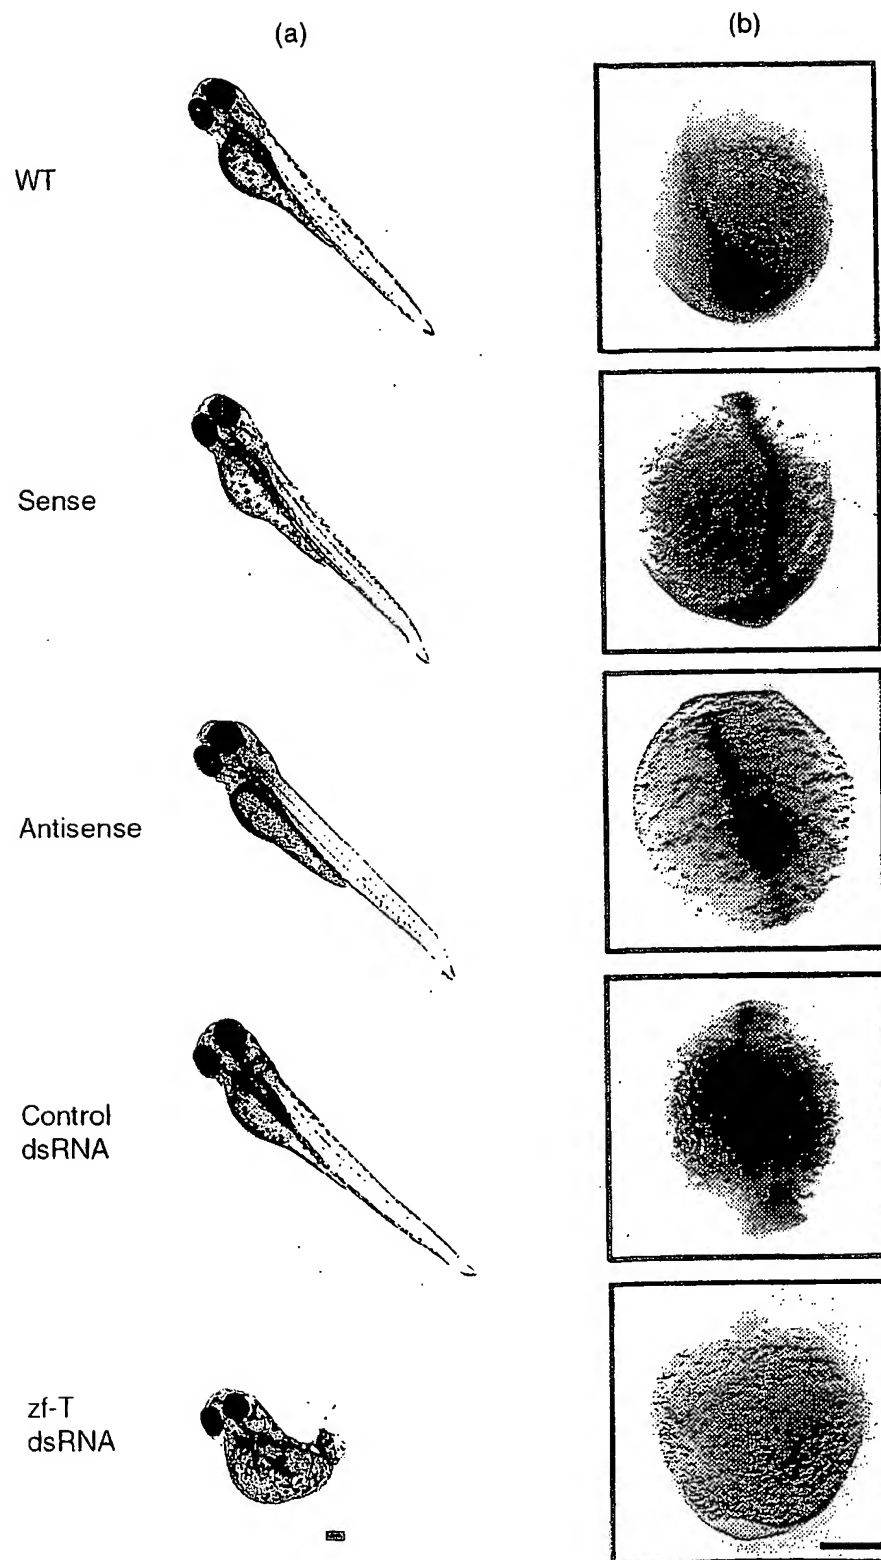 (a)
(b)
WT
Sense
Antisense
Control
dsRNA
zf-T
dsRNA